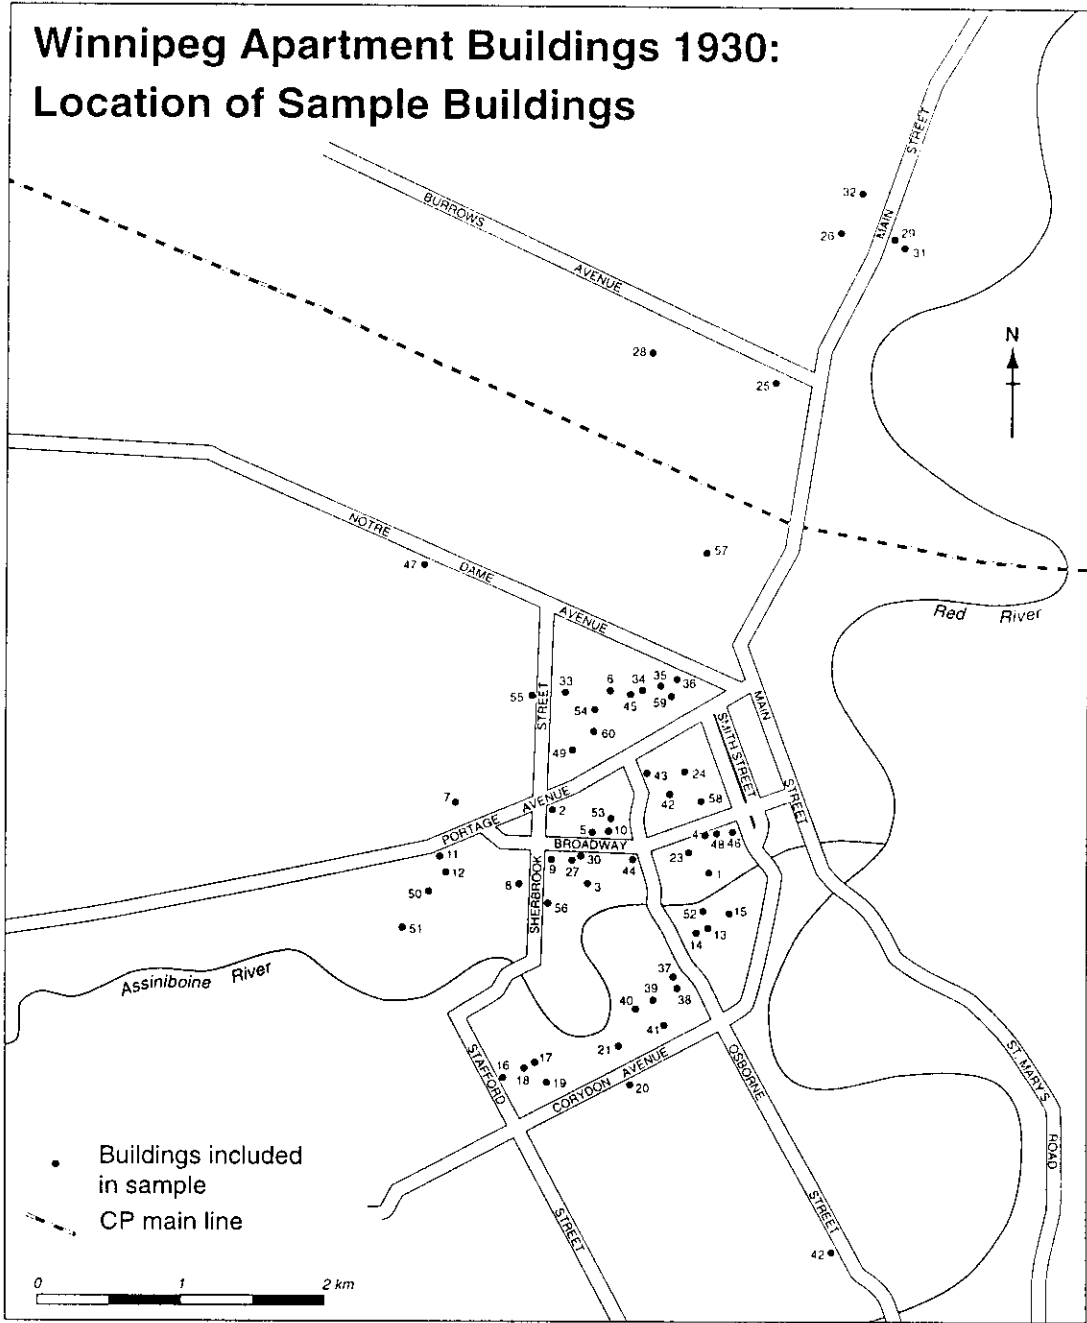 Winnipeg Apartment Buildings 1930:
Location of Sample Buildings
STREET
MAIN
32
26
29
31
BURROWS
AVENUE
N
28
25
NOTRE
DAME
AVENUE
47
57
Red River
33
6
34
35
36
55
STREET
54
45
59
60
49
MAIN
STREET
SMITH STREET
43
24
42
58
7
PORTAGE AVENUE
2
53
5
10
BROADWAY
4
48
46
11
12
9
27
30
44
23
1
50
8
3
SHERBROOK
56
51
52
15
14
13
Assiniboine River
37
39
38
40
41
21
16
17
18
19
20
STAFFORD
STREET
CORYDON AVENUE
OSBORNE
STREET
ST. MARY'S
ROAD
42
Buildings included
in sample
CP main line
0 1 2 km